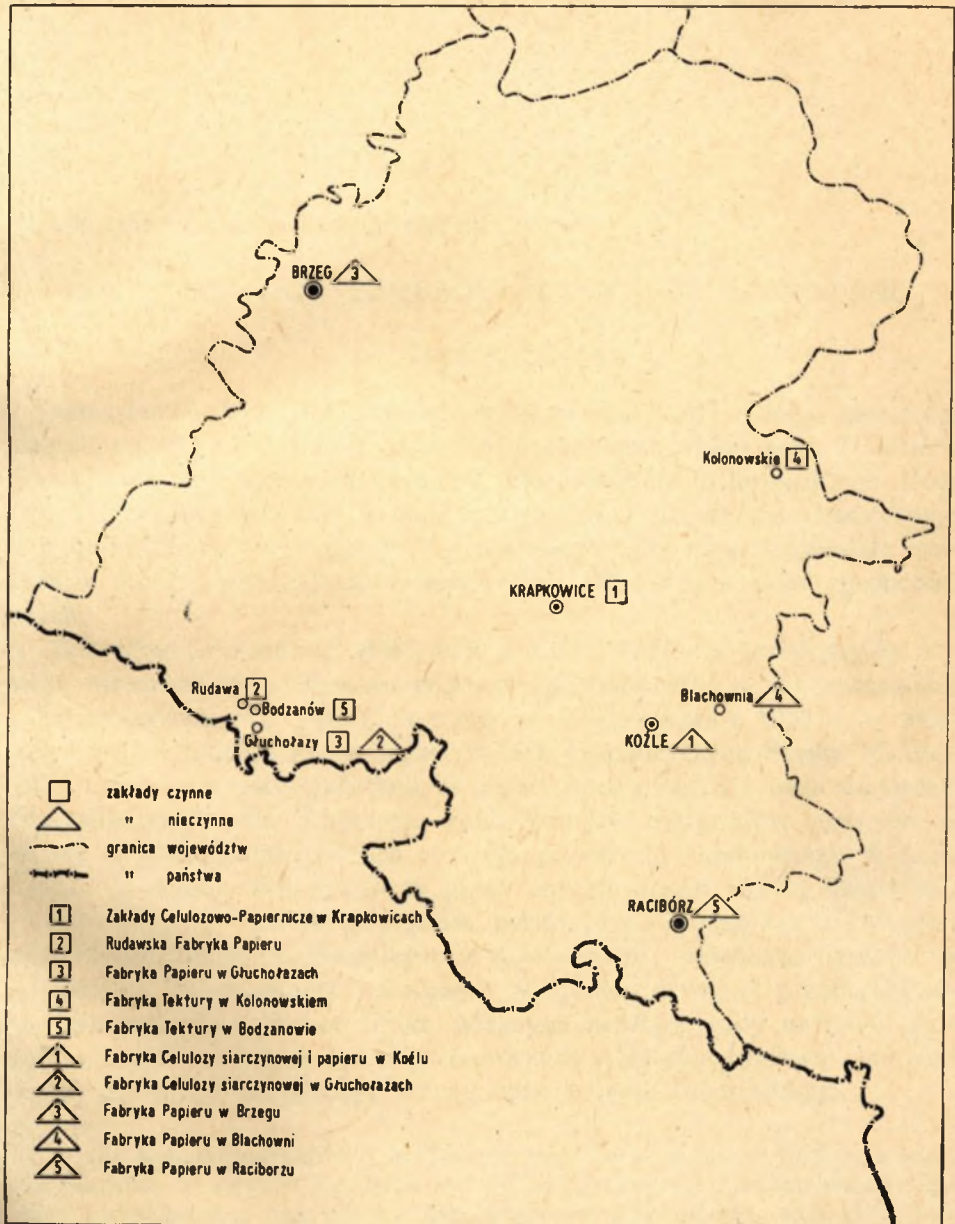 BRZEG 3
Kolonowskie 4
KRAPKOWICE 1
Rudawa 2
Bodzanów 5
Blachownia 4
Głuchołazy 3 2
KOŹLE 1
RACIBÓRZ 5
zakłady czynne
" nieczynne
granica województw
" państwa
1 Zakłady Celulozowo-Papiernicze w Krapkowicach
2 Rudawska Fabryka Papieru
3 Fabryka Papieru w Głuchołazach
4 Fabryka Tektury w Kolonowskiem
5 Fabryka Tektury w Bodzanowie
1 Fabryka Celulozy siarczynowej i papieru w Koźlu
2 Fabryka Celulozy siarczynowej w Głuchołazach
3 Fabryka Papieru w Brzegu
4 Fabryka Papieru w Blachowni
5 Fabryka Papieru w Raciborzu